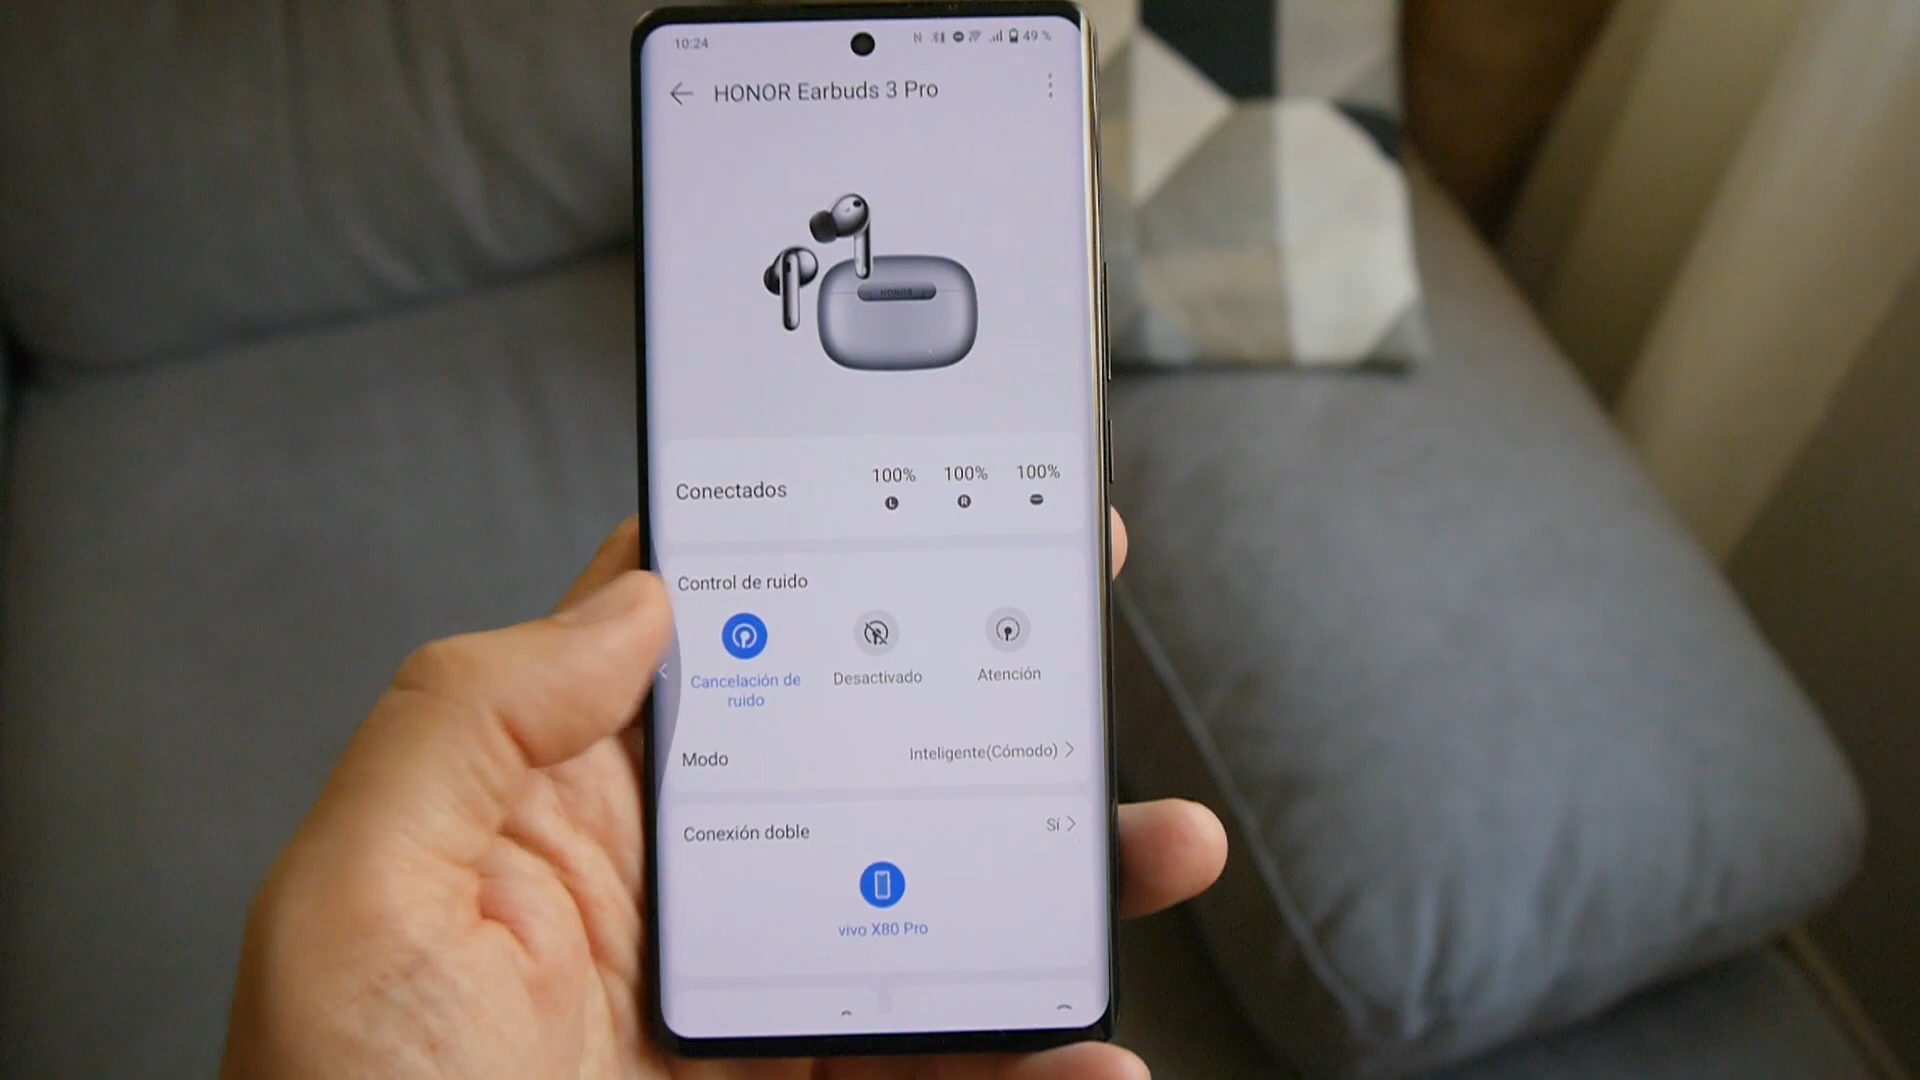 10:24
49 %
HONOR Earbuds 3 Pro
HONOR
Conectados
100%
100%
100%
L
R
Control de ruido
Cancelación de
ruido
Desactivado
Atención
Modo
Inteligente(Cómodo)
Conexión doble
Sí
vivo X80 Pro